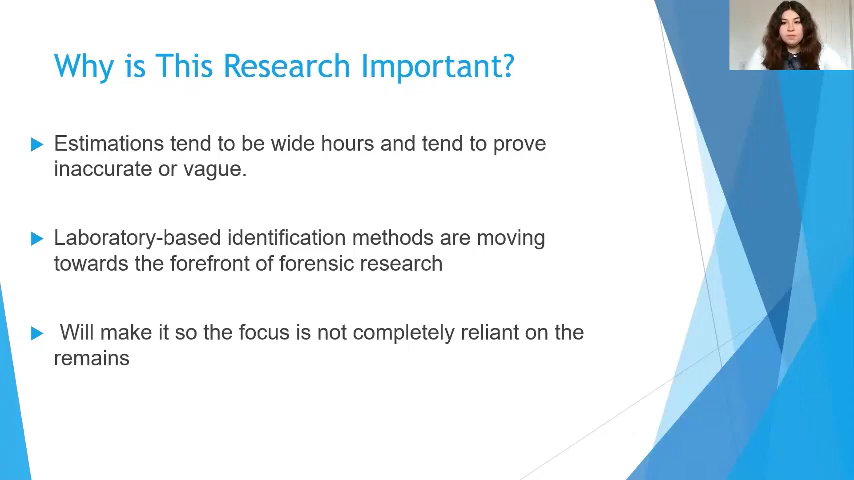 Why is This Research Important?
Estimations tend to be wide hours and tend to prove
inaccurate or vague.
Laboratory-based identification methods are moving
towards the forefront of forensic research
Will make it so the focus is not completely reliant on the
remains